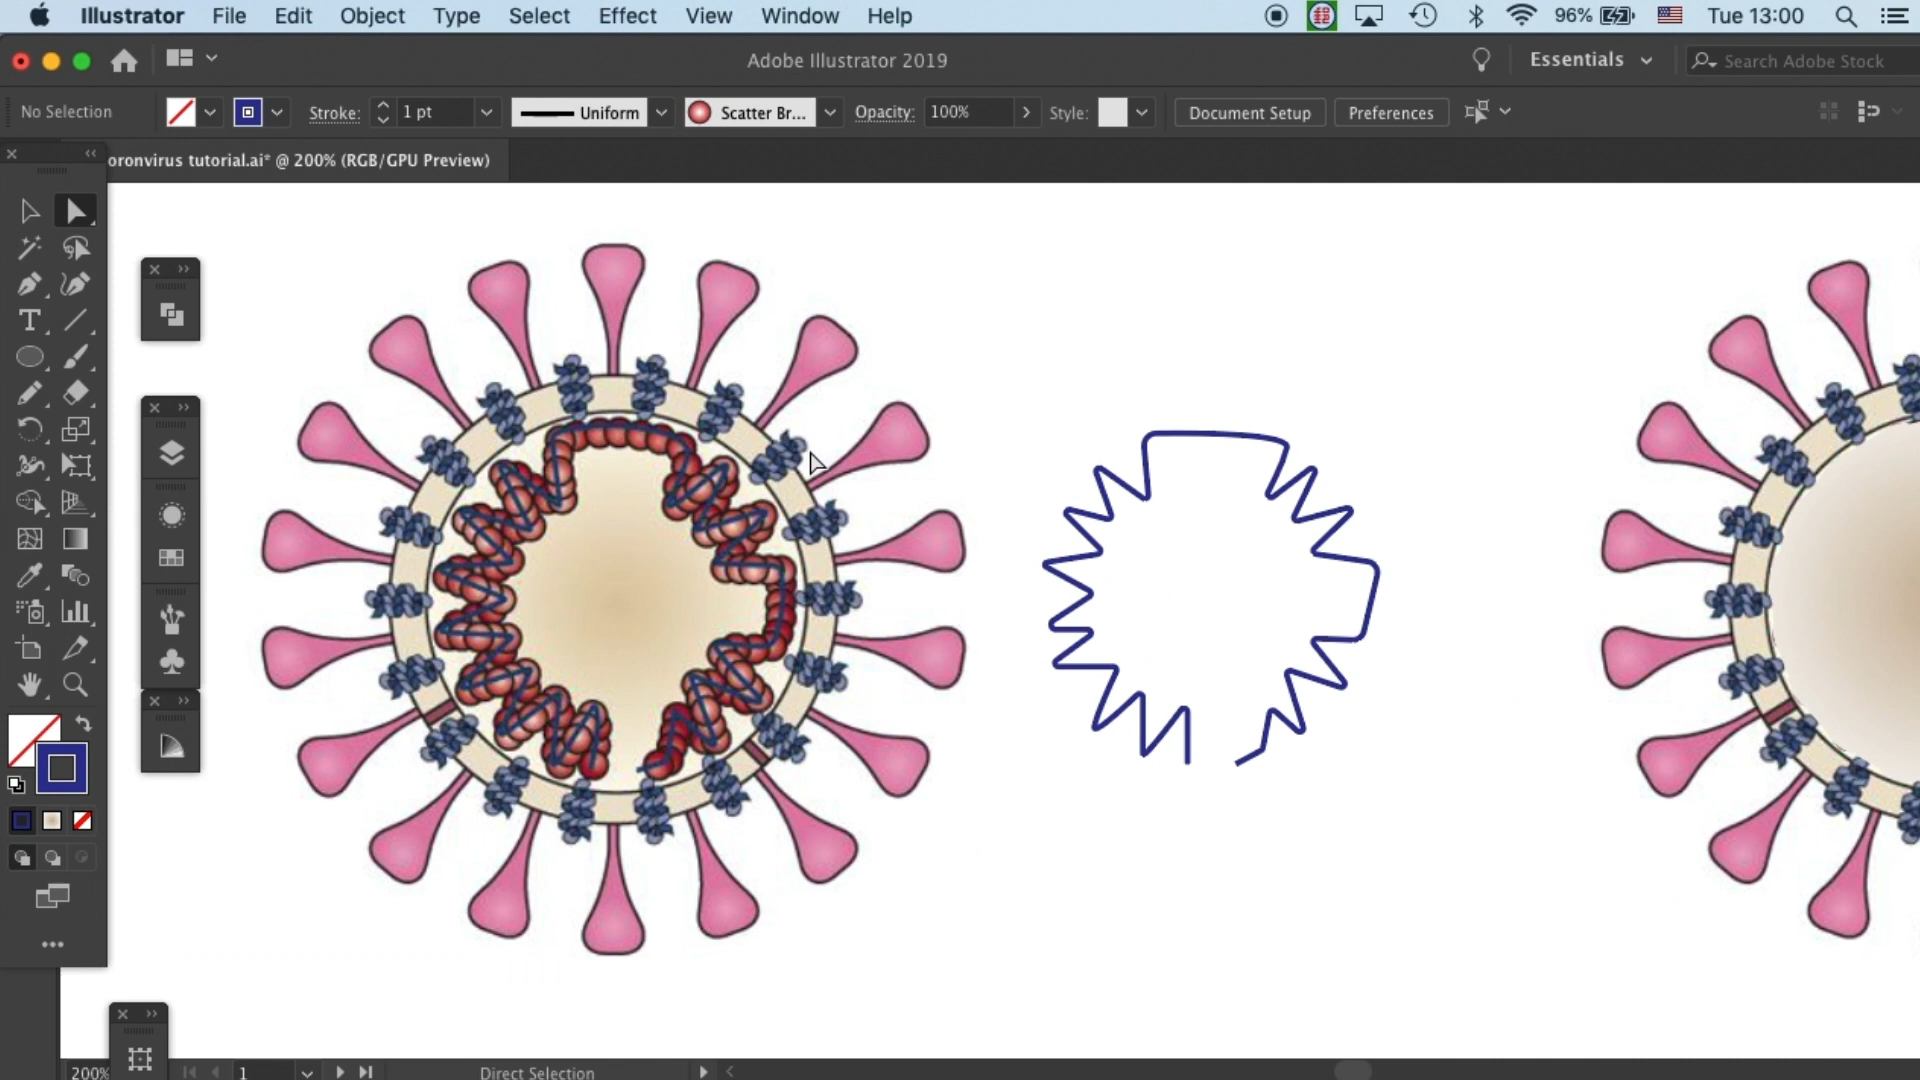 Illustrator File Edit Object Type Select Effect View Window Help 96% Tue 13:00
Adobe Illustrator 2019 Essentials Search Adobe Stock
No Selection Stroke: 1 pt Uniform Scatter Br... Opacity: 100% Style: Document Setup Preferences
oronvirus tutorial.ai* @ 200% (RGB/GPU Preview)
T
200% 1 Direct Selection